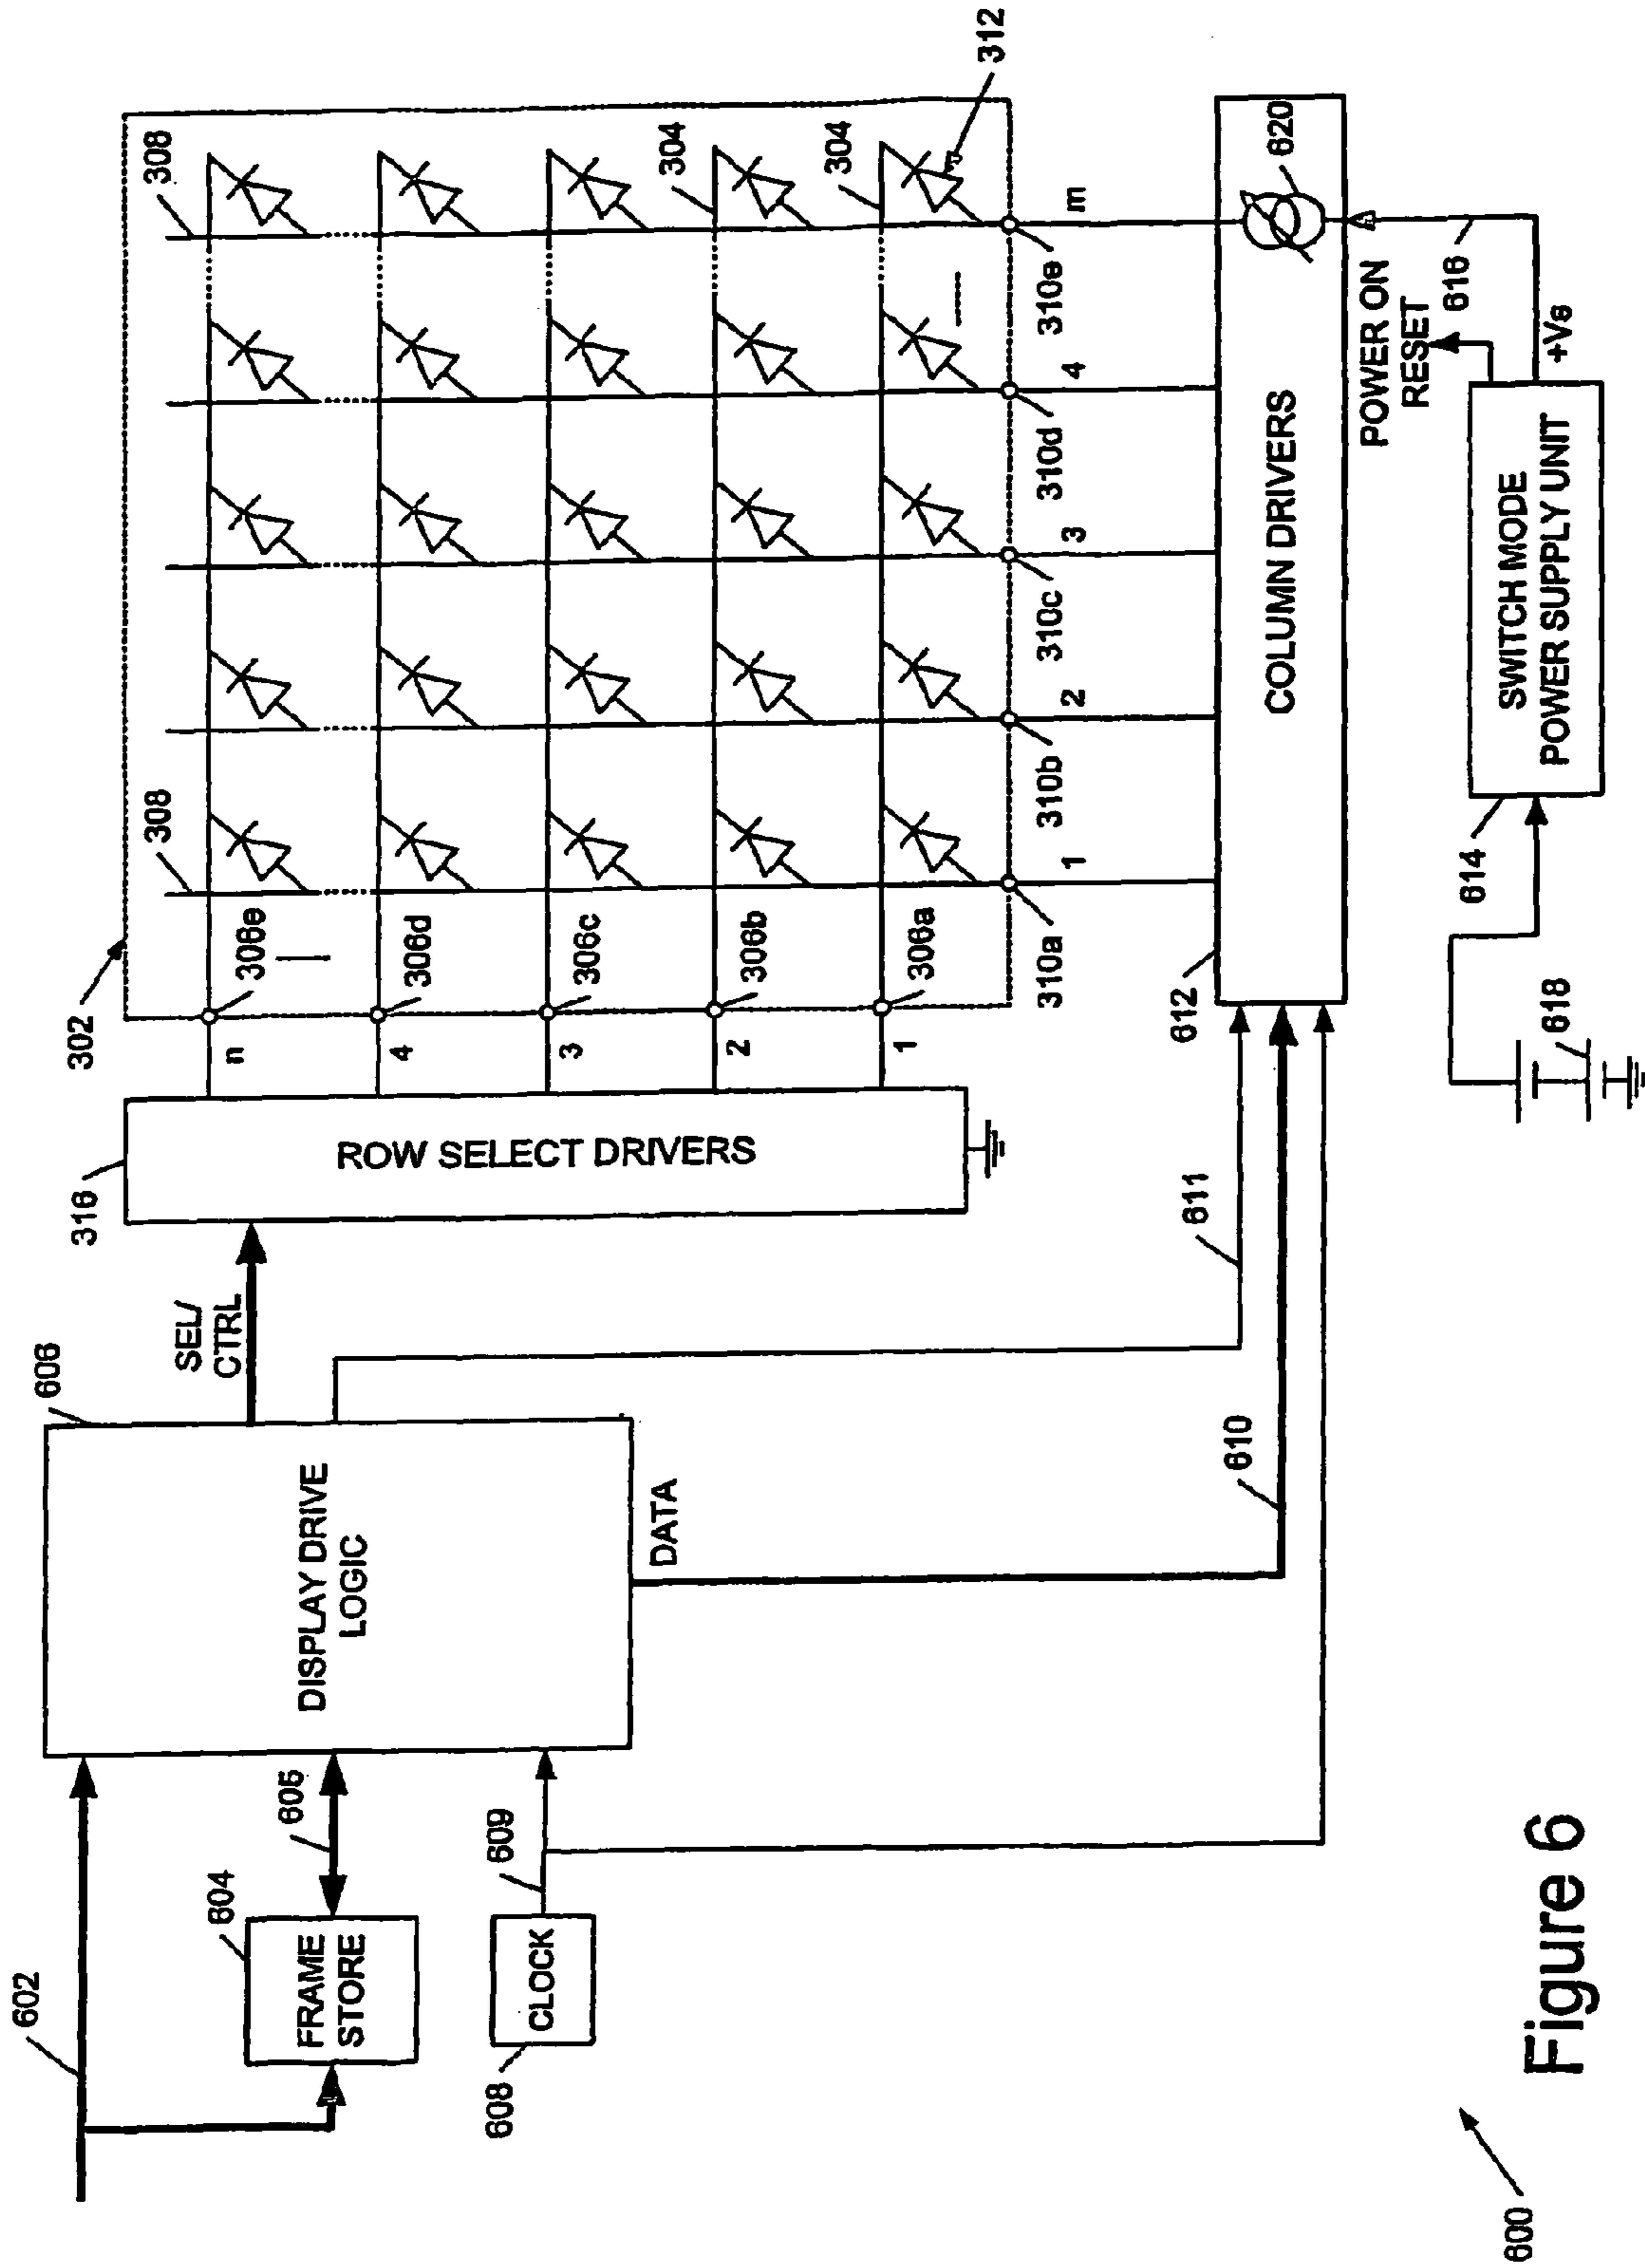 602
604
FRAME
STORE
605
CLOCK
608
609
606
DISPLAY DRIVE
LOGIC
DATA
SEL/
CTRL
316
ROW SELECT DRIVERS
302
n
4
3
2
1
306e
306d
306c
306b
306a
308
308
304
304
312
310a
310b
310c
310d
310e
1
2
3
4
m
610
611
612
COLUMN DRIVERS
620
POWER ON
RESET
616
+Vs
614
SWITCH MODE
POWER SUPPLY UNIT
618
600
Figure 6